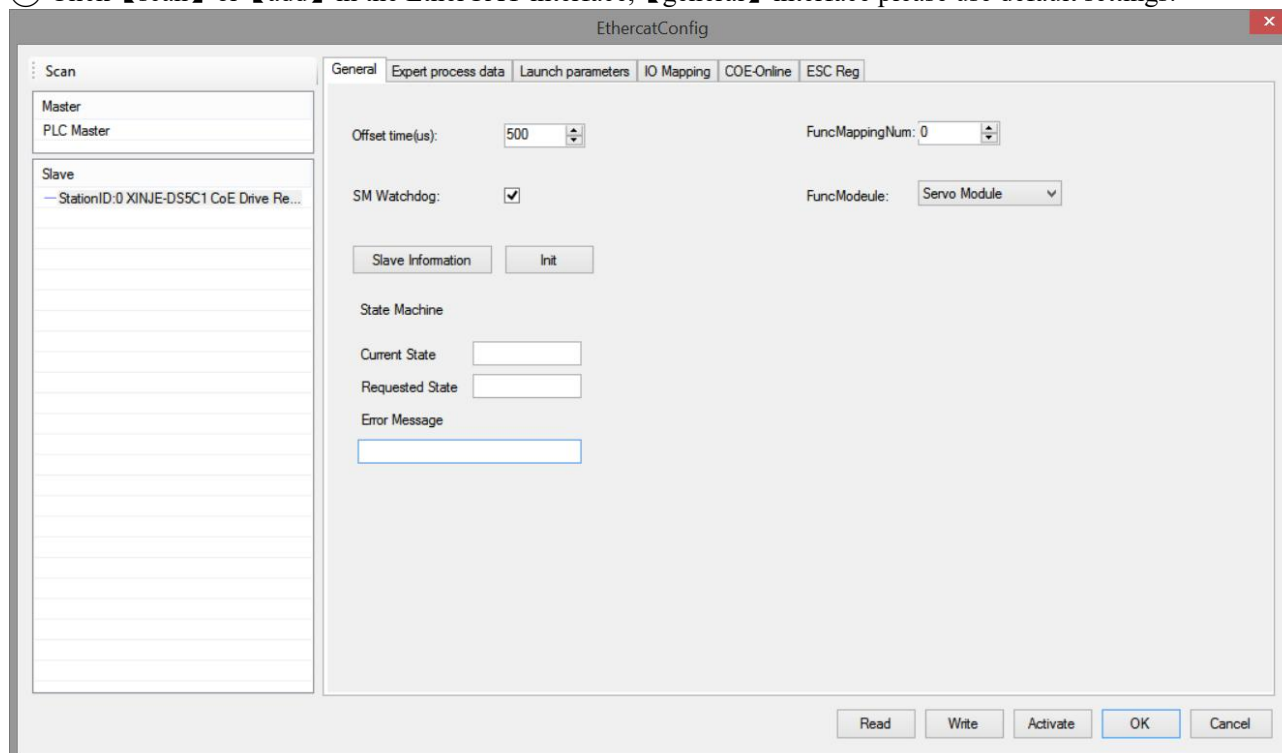 EthercatConfig
Scan
General Expert process data Launch parameters IO Mapping COE-Online ESC Reg
Master
PLC Master
Offset time(us): 500
FuncMappingNum: 0
Slave
StationID:0 XINJE-DS5C1 CoE Drive Re...
SM Watchdog:
FuncModeule: Servo Module
Slave Information Init
State Machine
Current State
Requested State
Error Message
Read Write Activate OK Cancel